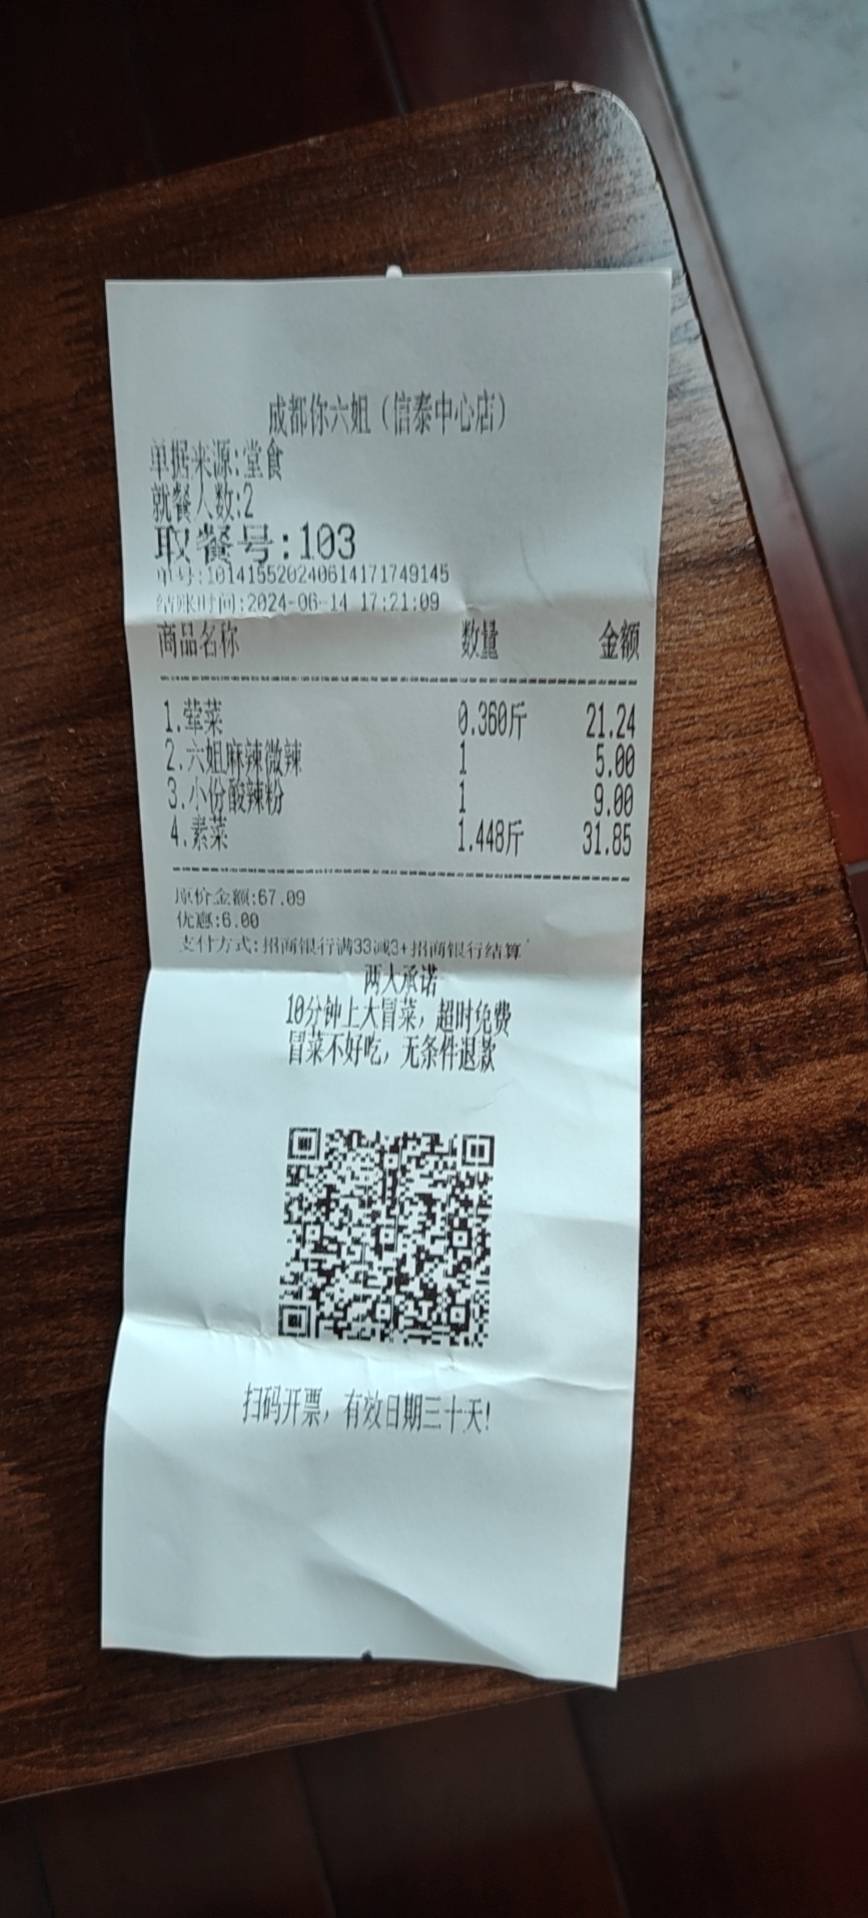 成都你六姐（信泰中心店）
单据来源:堂食
就餐人数:2
取餐号:103
单号:101415520240614171749145
结账时间:2024-06-14 17:21:09
商品名称 数量 金额
1.荤菜 0.360斤 21.24
2.六姐麻辣微辣 1 5.00
3.小份酸辣粉 1 9.00
4.素菜 1.448斤 31.85
原价金额:67.09
优惠:6.00
支付方式:招商银行满33减3+招商银行结算
两大承诺
10分钟上大冒菜，超时免费
冒菜不好吃，无条件退款
扫码开票，有效日期三十天!